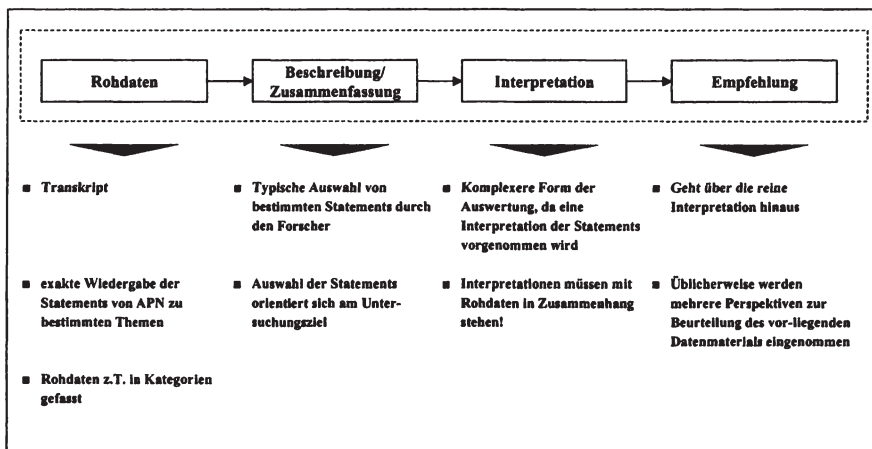 Rohdaten
Beschreibung/
Zusammenfassung
Interpretation
Empfehlung
■ Transkript
■ exakte Wiedergabe der
Statements von APN zu
bestimmten Themen
■ Rohdaten z.T. in Kategorien
gefasst
■ Typische Auswahl von
bestimmten Statements durch
den Forscher
■ Auswahl der Statements
orientiert sich am Unter-
suchungsziel
■ Komplexere Form der
Auswertung, da eine
Interpretation der Statements
vorgenommen wird
■ Interpretationen müssen mit
Rohdaten in Zusammenhang
stehen!
■ Geht über die reine
Interpretation hinaus
■ Üblicherweise werden
mehrere Perspektiven zur
Beurteilung des vor-liegenden
Datenmaterials eingenommen